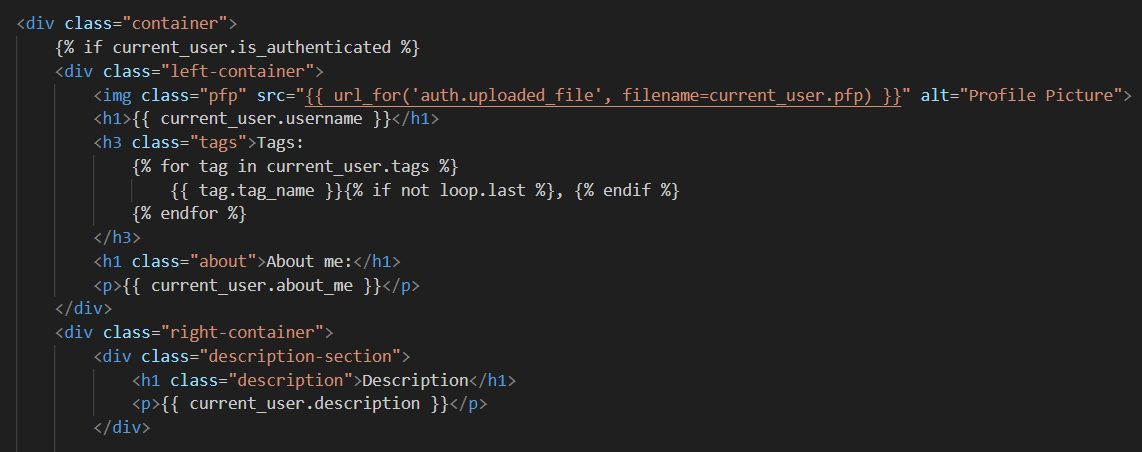 <div class="container">
{% if current_user.is_authenticated %}
<div class="left-container">
<img class="pfp" src="{{ url_for('auth.uploaded_file', filename=current_user.pfp) }}" alt="Profile Picture">
<h1>{{ current_user.username }}</h1>
<h3 class="tags">Tags:
{% for tag in current_user.tags %}
{{ tag.tag_name }}{% if not loop.last %}, {% endif %}
{% endfor %}
</h3>
<h1 class="about">About me:</h1>
<p>{{ current_user.about_me }}</p>
</div>
<div class="right-container">
<div class="description-section">
<h1 class="description">Description</h1>
<p>{{ current_user.description }}</p>
</div>